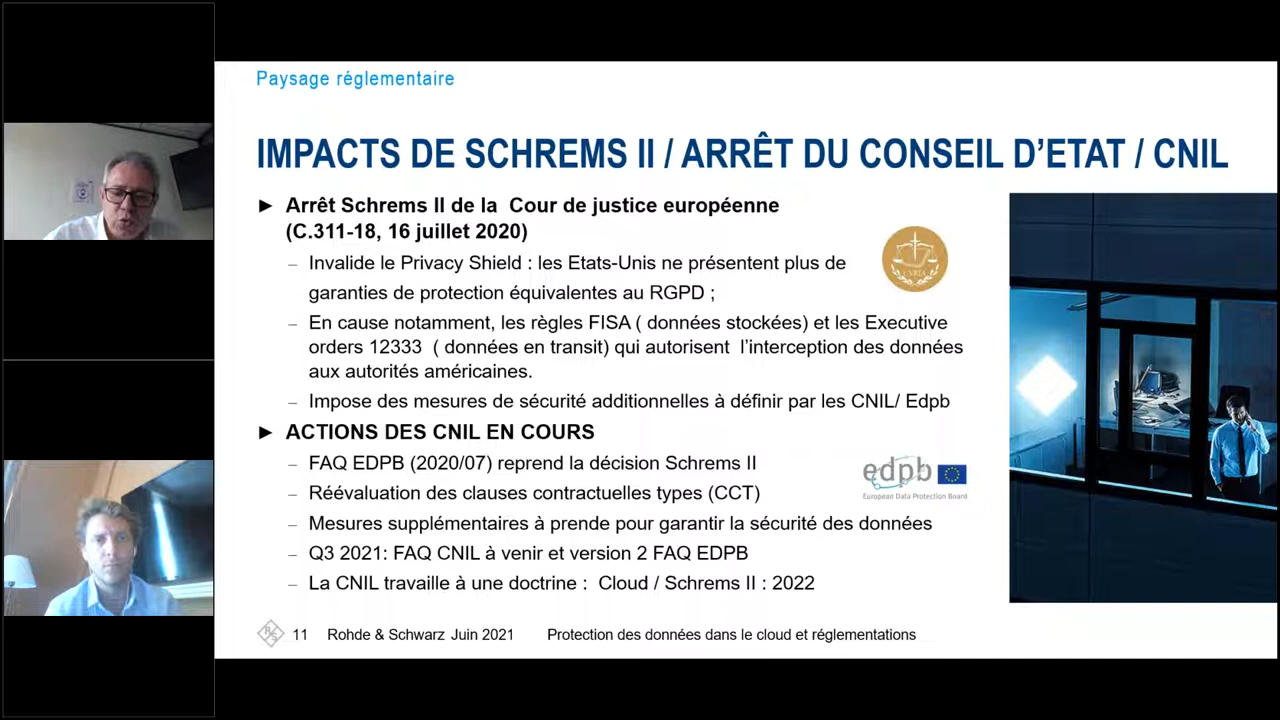 Paysage réglementaire
IMPACTS DE SCHREMS II / ARRÊT DU CONSEIL D’ETAT / CNIL
► Arrêt Schrems II de la Cour de justice européenne
(C.311-18, 16 juillet 2020)
– Invalide le Privacy Shield : les Etats-Unis ne présentent plus de
garanties de protection équivalentes au RGPD ;
– En cause notamment, les règles FISA ( données stockées) et les Executive
orders 12333 ( données en transit) qui autorisent l’interception des données
aux autorités américaines.
– Impose des mesures de sécurité additionnelles à définir par les CNIL/ Edpb
CVRIA
► ACTIONS DES CNIL EN COURS
– FAQ EDPB (2020/07) reprend la décision Schrems II
– Réévaluation des clauses contractuelles types (CCT)
– Mesures supplémentaires à prende pour garantir la sécurité des données
– Q3 2021: FAQ CNIL à venir et version 2 FAQ EDPB
– La CNIL travaille à une doctrine : Cloud / Schrems II : 2022
edpb
European Data Protection Board
R&S
11 Rohde & Schwarz Juin 2021 Protection des données dans le cloud et réglementations